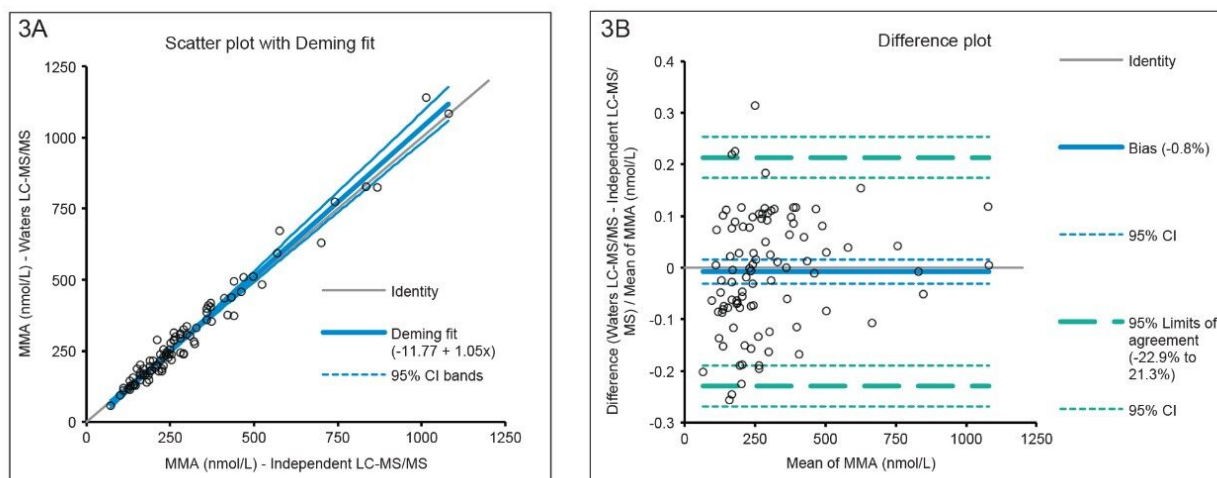 3A
Scatter plot with Deming fit
MMA (nmol/L) - Waters LC-MS/MS
1250
1000
750
500
250
0
0
250
500
750
1000
1250
MMA (nmol/L) - Independent LC-MS/MS
Identity
Deming fit
(-11.77 + 1.05x)
95% CI bands
3B
Difference plot
Difference (Waters LC-MS/MS - Independent LC-MS/
MS) / Mean of MMA (nmol/L)
0.4
0.3
0.2
0.1
0
-0.1
-0.2
-0.3
0
250
500
750
1000
1250
Mean of MMA (nmol/L)
Identity
Bias (-0.8%)
95% CI
95% Limits of
agreement
(-22.9% to
21.3%)
95% CI